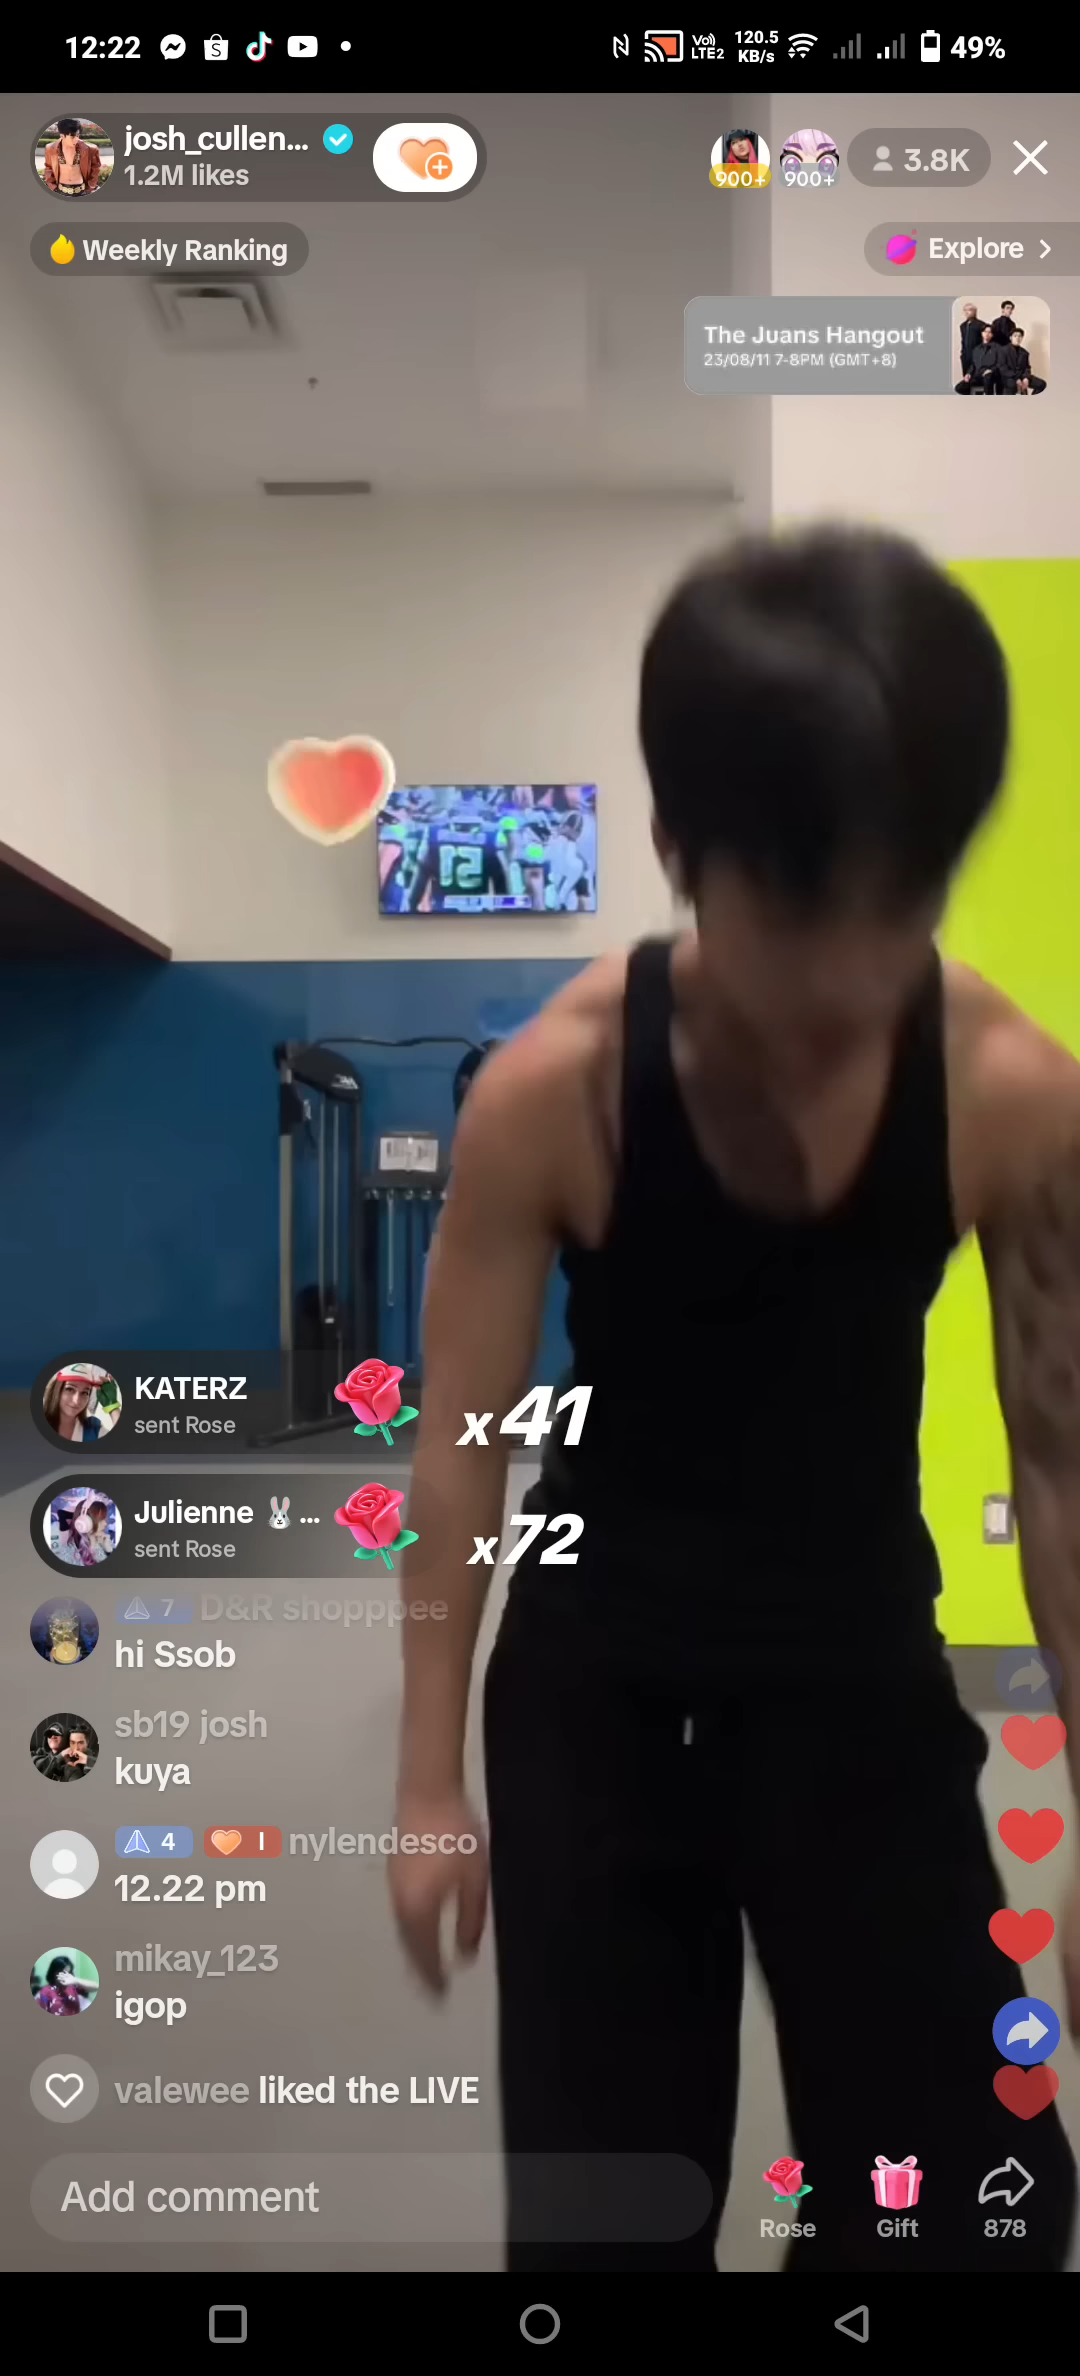 12:22
120.5
KB/s
Vo))
LTE2
49%
josh_cullen...
1.2M likes
900+
900+
3.8K
Weekly Ranking
Explore
The Juans Hangout
23/08/11 7-8PM (GMT+8)
KATERZ
sent Rose
x41
Julienne 🐰...
sent Rose
x72
7 D&R shopppee
hi Ssob
sb19 josh
kuya
4 I nylendesco
12.22 pm
mikay_123
igop
valewee liked the LIVE
Add comment
Rose
Gift
878